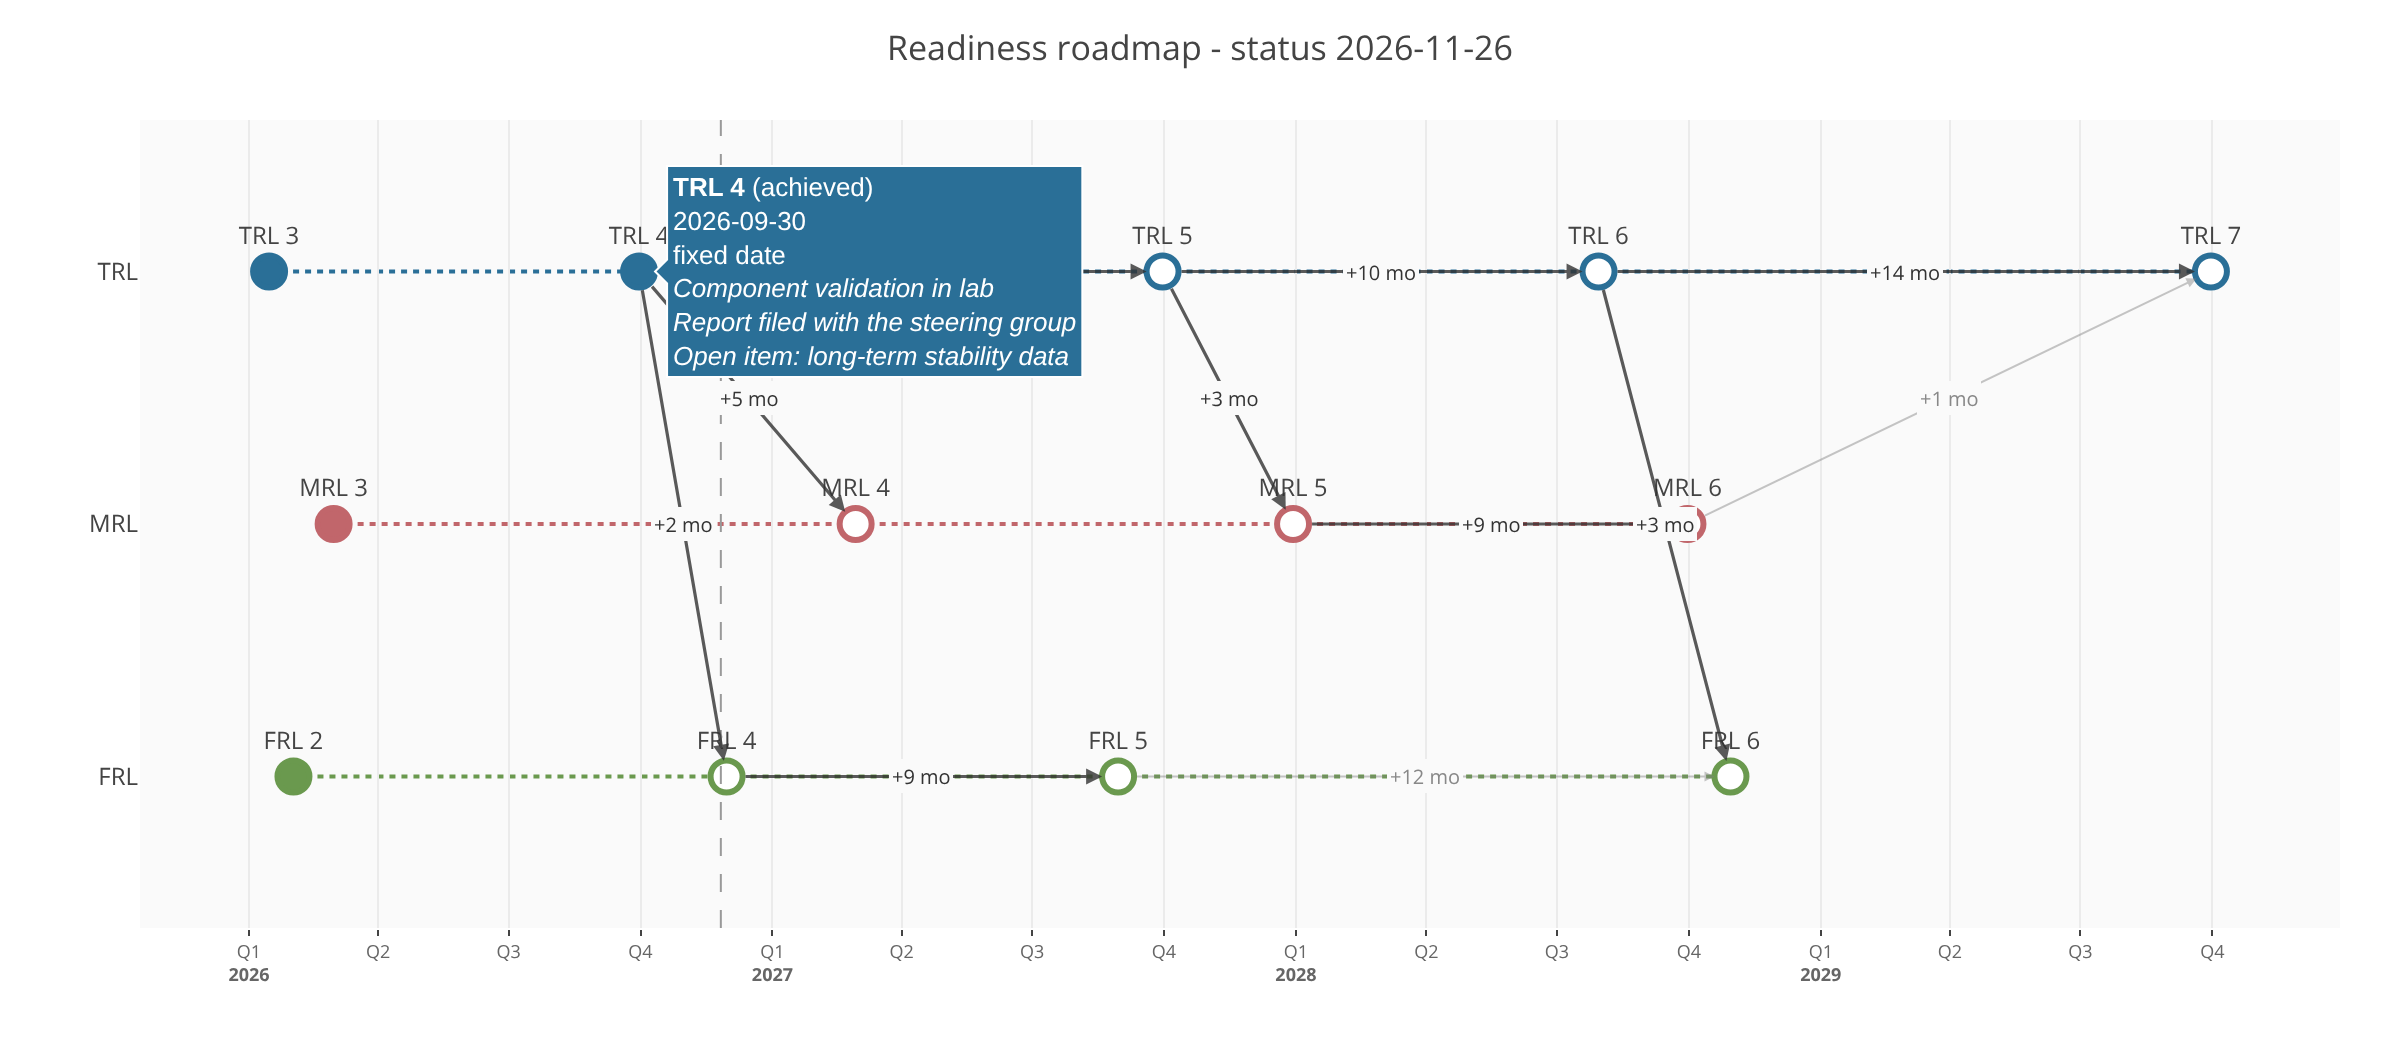 Readiness roadmap - status 2026-11-26
TRL
TRL 3
TRL 4
TRL 4 (achieved)
2026-09-30
fixed date
Component validation in lab
Report filed with the steering group
Open item: long-term stability data
TRL 5
+10 mo
TRL 6
+14 mo
TRL 7
+5 mo
+3 mo
+1 mo
MRL
MRL 3
+2 mo
MRL 4
MRL 5
+9 mo
+3 mo
MRL 6
FRL
FRL 2
FRL 4
+9 mo
FRL 5
+12 mo
FRL 6
Q1 Q2 Q3 Q4 Q1 Q2 Q3 Q4 Q1 Q2 Q3 Q4 Q1 Q2 Q3 Q4
2026 2027 2028 2029